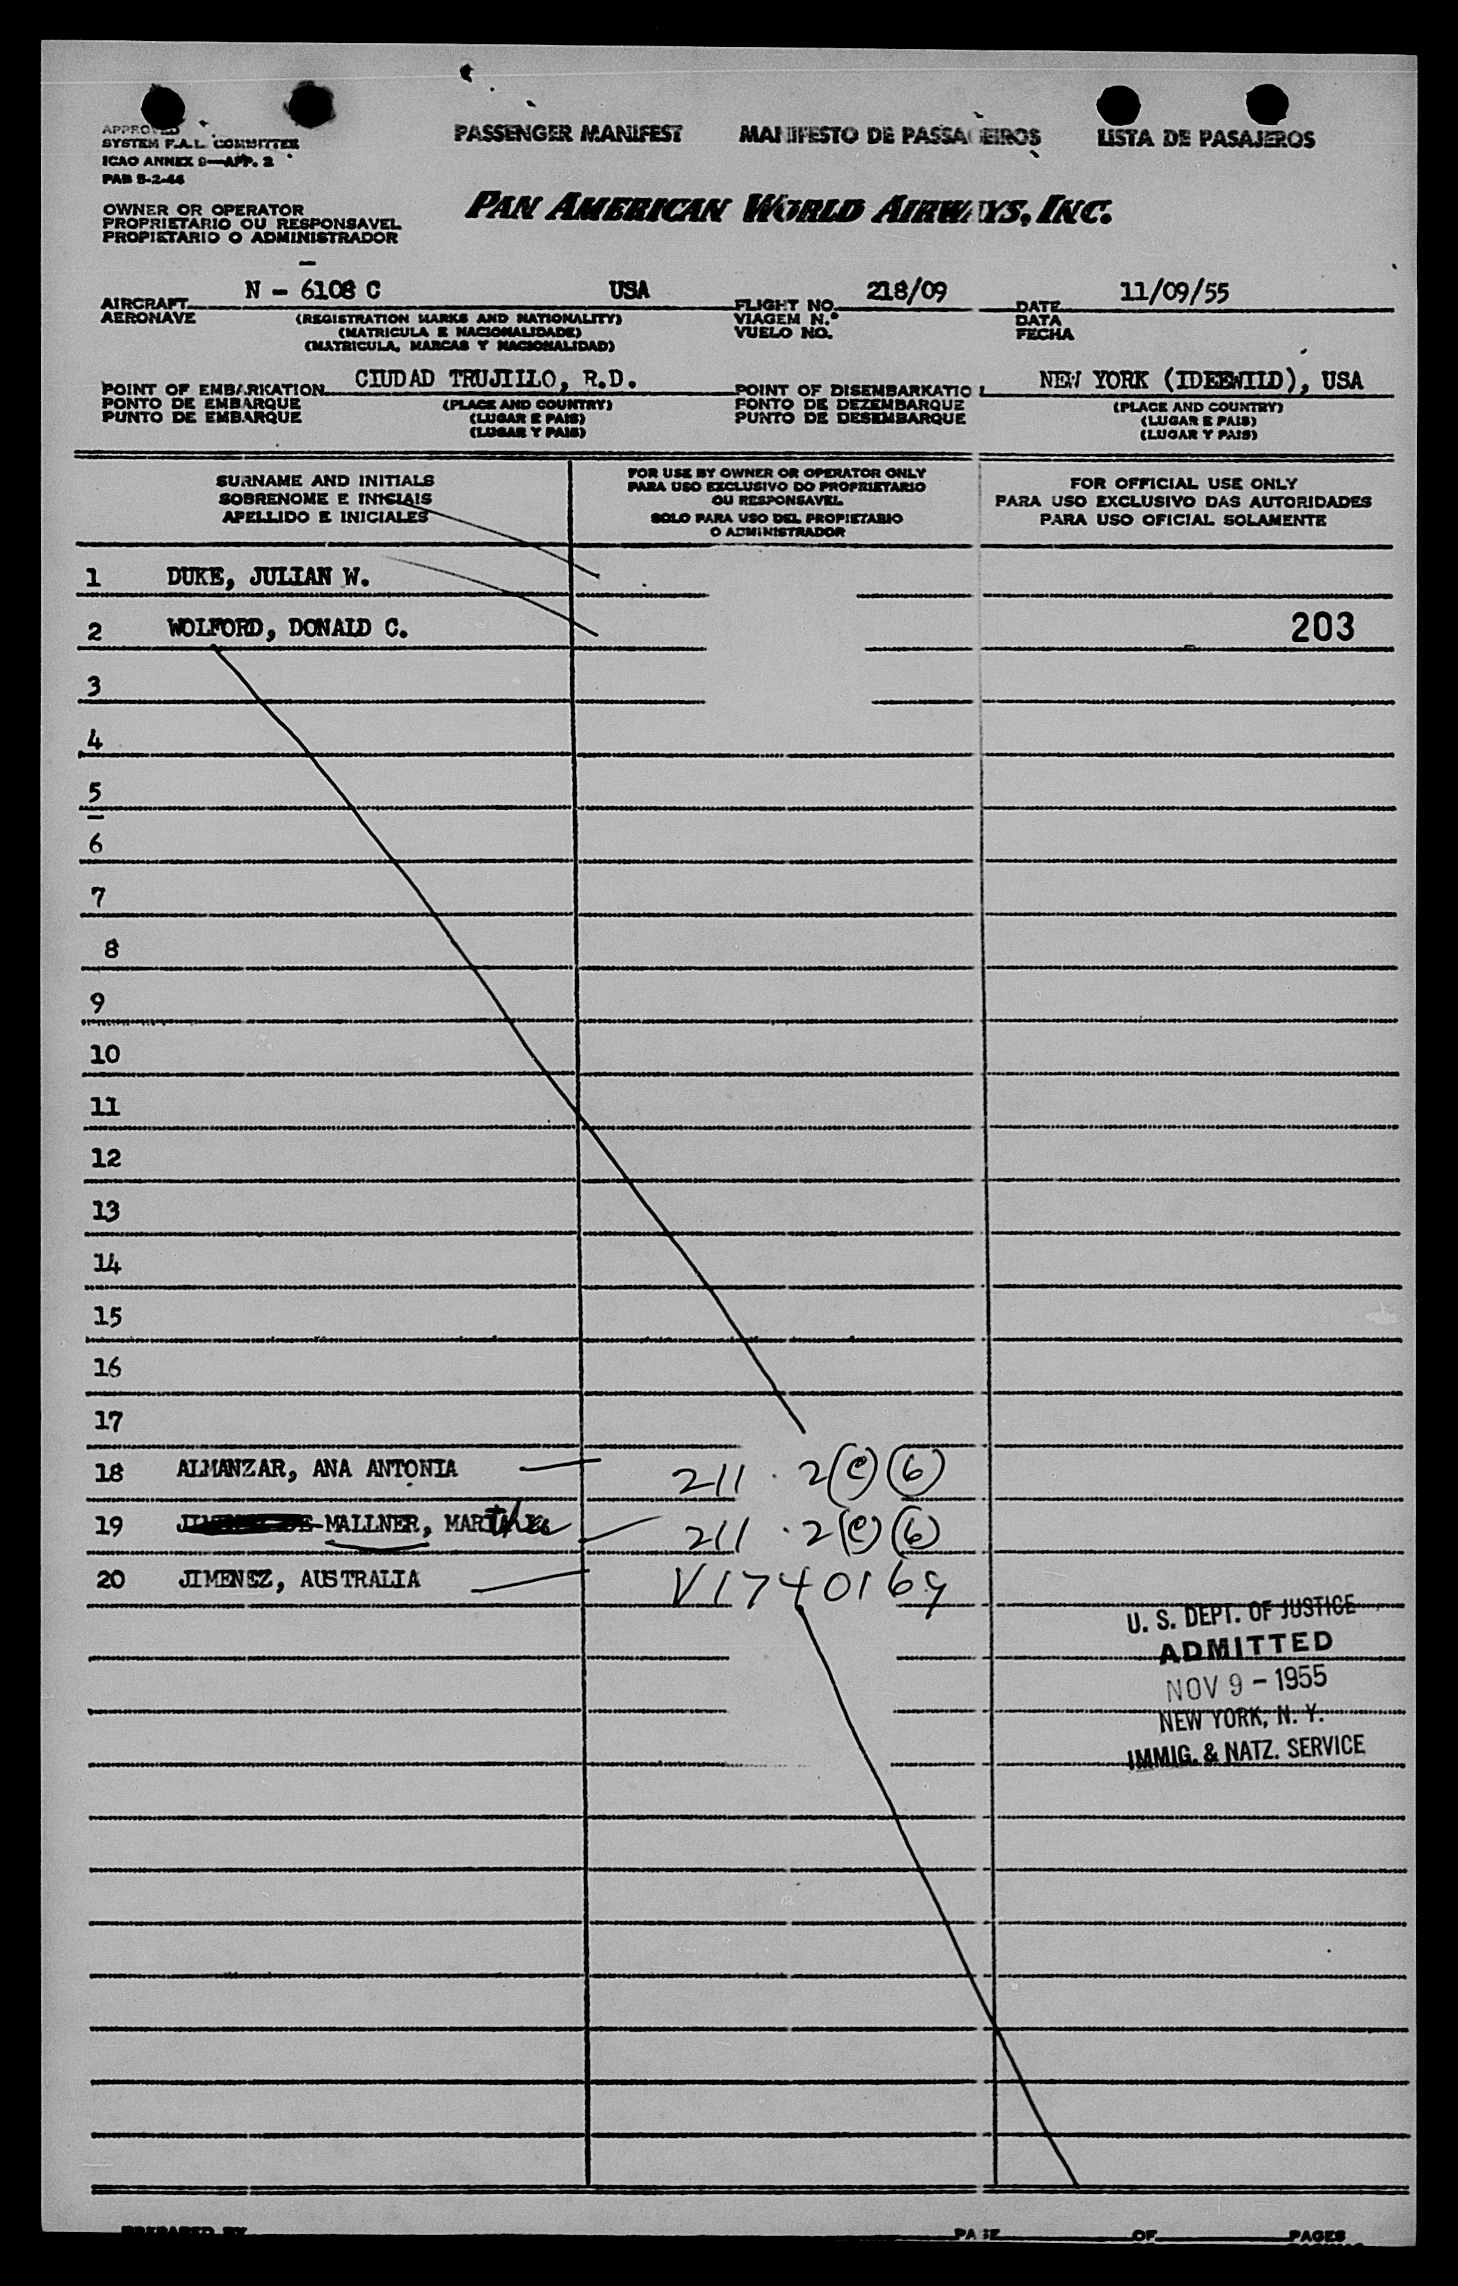 APPROVED
SYSTEM F.A.L. COMMITTEE
ICAO ANNEX 9—APP. 2
PAB 5-2-44
PASSENGER MANIFEST MANIFESTO DE PASSAGEIROS LISTA DE PASAJEROS
PAN AMERICAN WORLD AIRWAYS, INC.
OWNER OR OPERATOR
PROPRIETARIO OU RESPONSAVEL
PROPIETARIO O ADMINISTRADOR
N - 6108 C USA 218/09 11/09/55
AIRCRAFT FLIGHT NO. DATE
AERONAVE (REGISTRATION MARKS AND NATIONALITY) VIAGEM N.° DATA
(MATRICULA E NACIONALIDADE) VUELO NO. FECHA
(MATRICULA, MARCAS Y NACIONALIDAD)
CIUDAD TRUJILLO, R.D. NEW YORK (IDEEWILD), USA
POINT OF EMBARKATION POINT OF DISEMBARKATION
PONTO DE EMBARQUE (PLACE AND COUNTRY) PONTO DE DEZEMBARQUE (PLACE AND COUNTRY)
PUNTO DE EMBARQUE (LUGAR E PAIS) PUNTO DE DESEMBARQUE (LUGAR E PAIS)
(LUGAR Y PAIS) (LUGAR Y PAIS)
SURNAME AND INITIALS
SOBRENOME E INICIAIS
APELLIDO E INICIALES
FOR USE BY OWNER OR OPERATOR ONLY
PARA USO EXCLUSIVO DO PROPRIETARIO
OU RESPONSAVEL
SOLO PARA USO DEL PROPIETARIO
O ADMINISTRADOR
FOR OFFICIAL USE ONLY
PARA USO EXCLUSIVO DAS AUTORIDADES
PARA USO OFICIAL SOLAMENTE
1 DUKE, JULIAN W.
2 WOLFORD, DONALD C. 203
3
4
5
6
7
8
9
10
11
12
13
14
15
16
17
18 ALMANZAR, ANA ANTONIA 211 . 2(e)(6)
19 MALLNER, 211 . 2(e)(6)
20 JIMENEZ, AUSTRALIA V1740169
U. S. DEPT. OF JUSTICE
ADMITTED
NOV 9 - 1955
NEW YORK, N. Y.
IMMIG. & NATZ. SERVICE
PREPARED BY PAGE OF PAGES